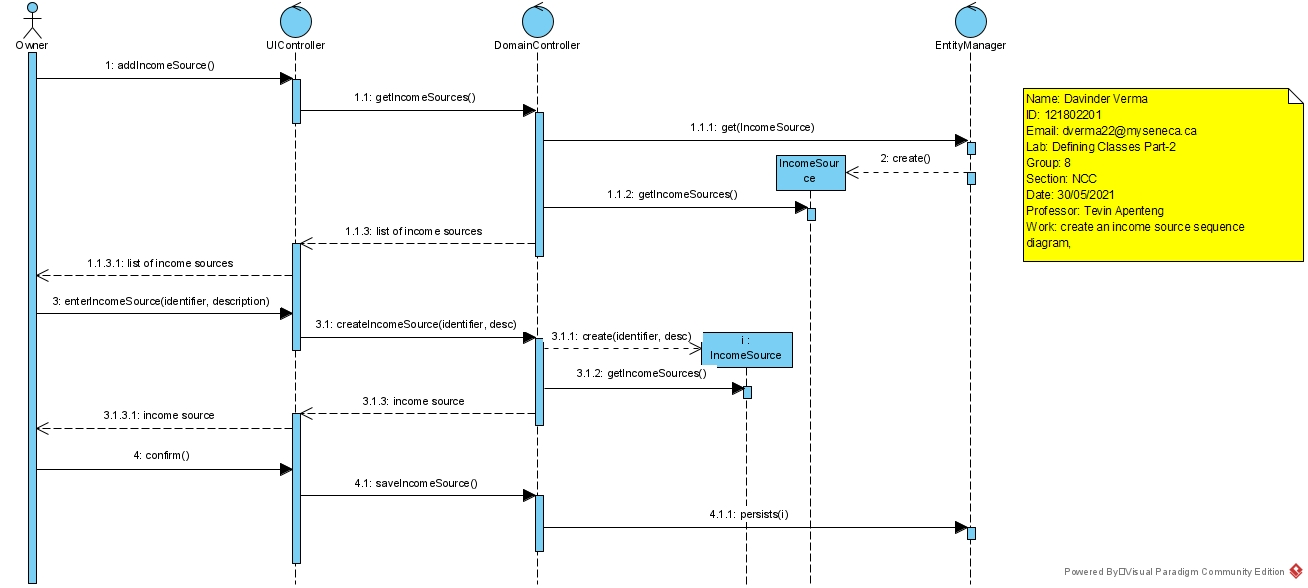 Owner
UIController
DomainController
EntityManager
1: addIncomeSource()
1.1: getIncomeSources()
1.1.1: get(IncomeSource)
2: create()
IncomeSour
ce
1.1.2: getIncomeSources()
1.1.3: list of income sources
1.1.3.1: list of income sources
3: enterIncomeSource(identifier, description)
3.1: createIncomeSource(identifier, desc)
3.1.1: create(identifier, desc)
i :
IncomeSource
3.1.2: getIncomeSources()
3.1.3: income source
3.1.3.1: income source
4: confirm()
4.1: saveIncomeSource()
4.1.1: persists(i)
Name: Davinder Verma
ID: 121802201
Email: dverma22@myseneca.ca
Lab: Defining Classes Part-2
Group: 8
Section: NCC
Date: 30/05/2021
Professor: Tevin Apenteng
Work: create an income source sequence
diagram,
Powered By Visual Paradigm Community Edition